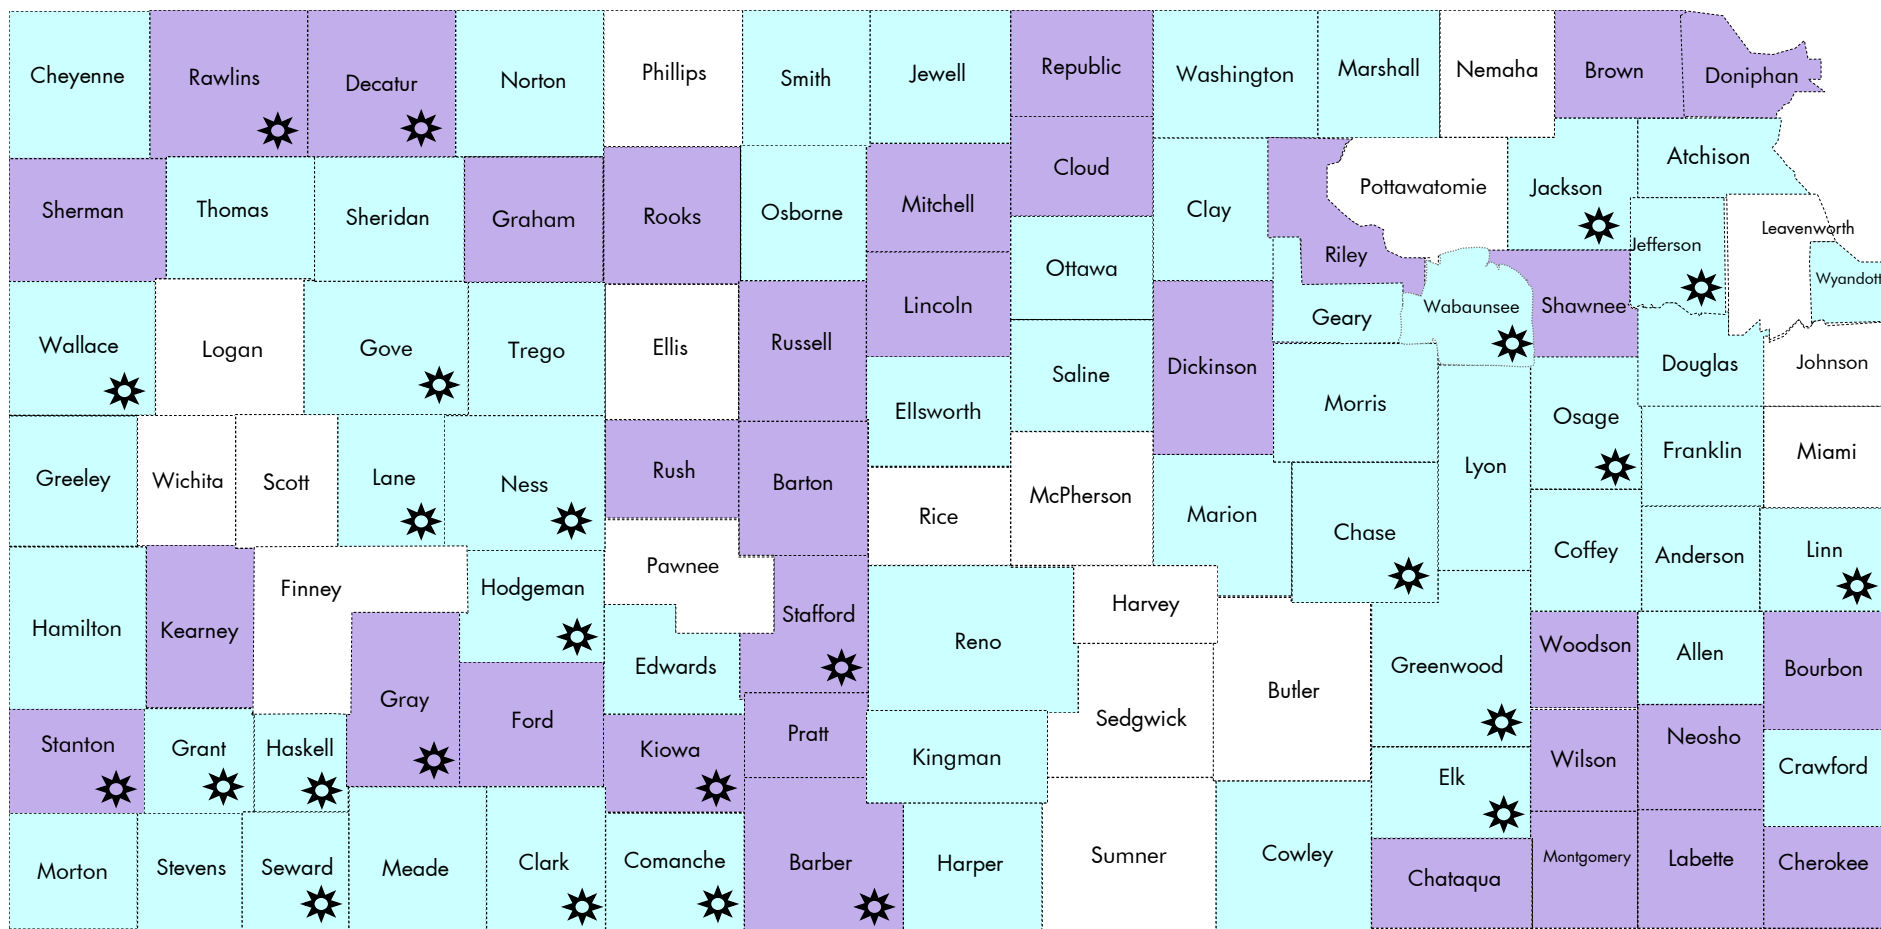 Cheyenne
Rawlins
Decatur
Norton
Phillips
Smith
Jewell
Republic
Washington
Marshall
Nemaha
Brown
Doniphan
Sherman
Thomas
Sheridan
Graham
Rooks
Osborne
Mitchell
Cloud
Clay
Riley
Pottawatomie
Jackson
Atchison
Jefferson
Leavenworth
Wyandott
Wallace
Logan
Gove
Trego
Ellis
Russell
Lincoln
Ottawa
Saline
Dickinson
Geary
Wabaunsee
Shawnee
Douglas
Johnson
Greeley
Wichita
Scott
Lane
Ness
Rush
Barton
Ellsworth
Rice
McPherson
Marion
Morris
Chase
Lyon
Osage
Franklin
Miami
Coffey
Anderson
Linn
Hamilton
Kearney
Finney
Hodgeman
Pawnee
Edwards
Stafford
Reno
Harvey
Sedgwick
Butler
Greenwood
Woodson
Allen
Bourbon
Stanton
Grant
Haskell
Gray
Ford
Kiowa
Pratt
Kingman
Elk
Wilson
Neosho
Crawford
Morton
Stevens
Seward
Meade
Clark
Comanche
Barber
Harper
Sumner
Cowley
Chataqua
Montgomery
Labette
Cherokee